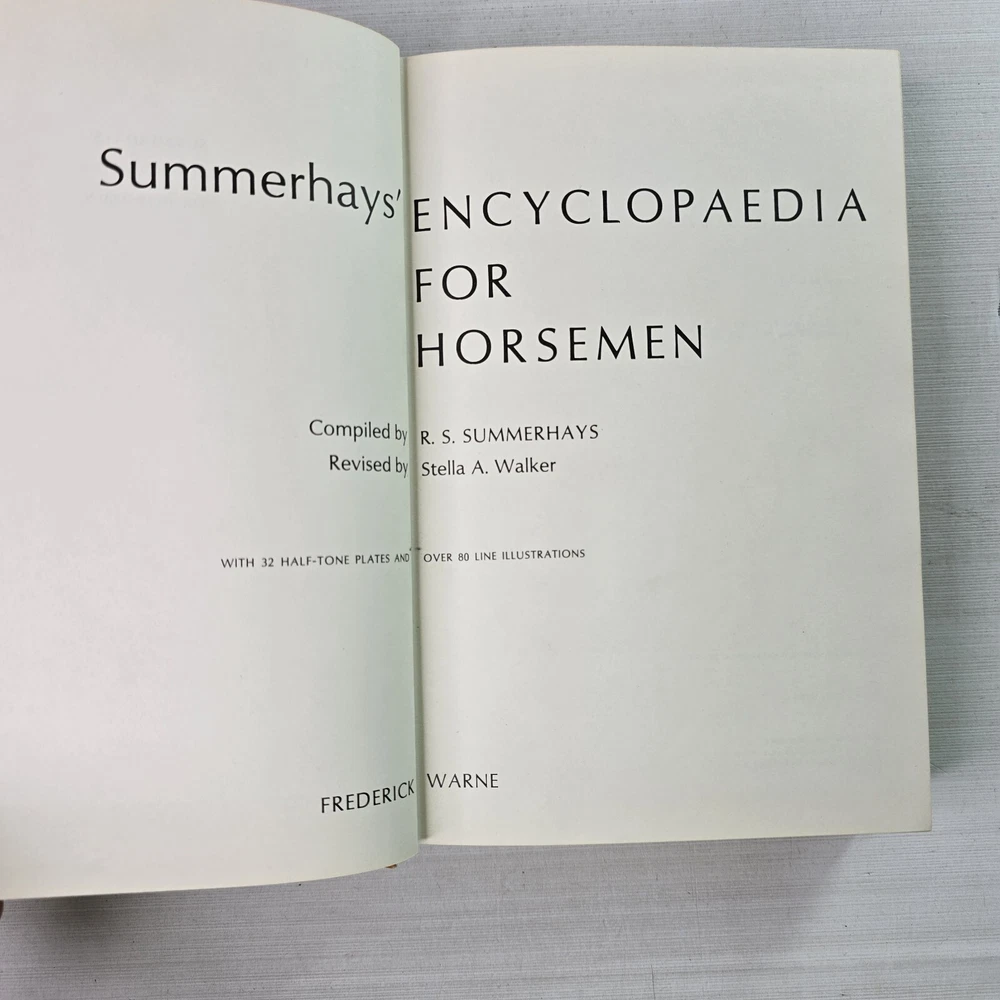 Summerhays' ENCYCLOPAEDIA
FOR
HORSEMEN
Compiled by R. S. SUMMERHAYS
Revised by Stella A. Walker
WITH 32 HALF-TONE PLATES AND OVER 80 LINE ILLUSTRATIONS
FREDERICK WARNE